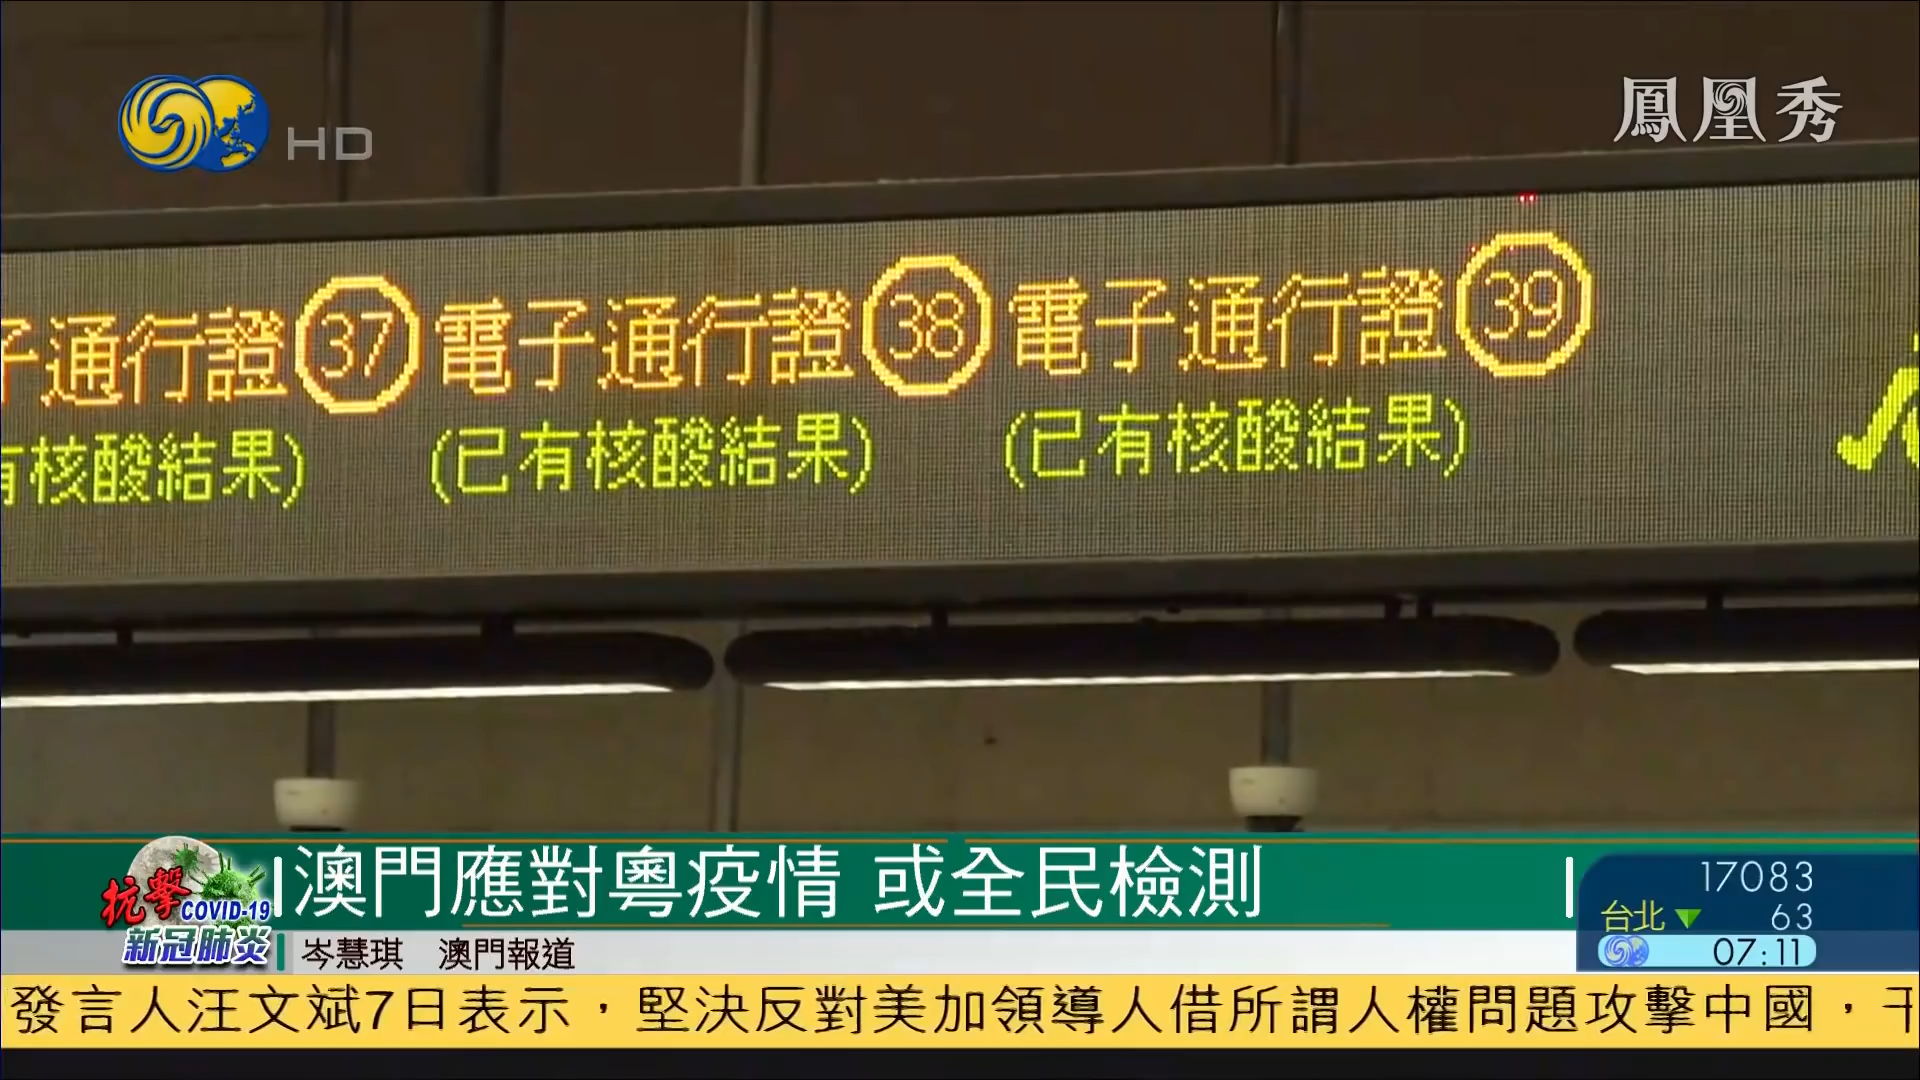 HD
鳳凰秀
子通行證 37 電子通行證 38 電子通行證 39
有核酸結果) (已有核酸結果) (已有核酸結果)
抗擊
COVID-19
新冠肺炎
澳門應對粵疫情 或全民檢測
岑慧琪 澳門報道
17083
台北 63
07:11
發言人汪文斌7日表示，堅決反對美加領導人借所謂人權問題攻擊中國，干